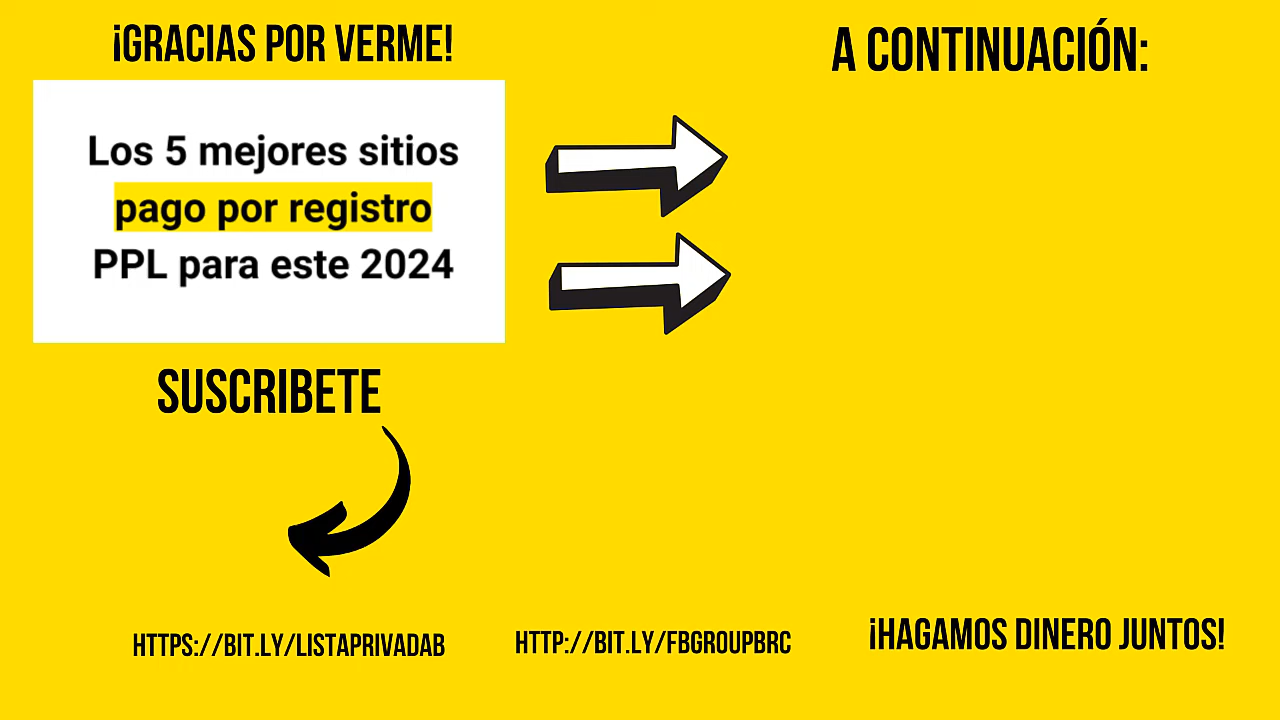 ¡GRACIAS POR VERME!
A CONTINUACIÓN:
Los 5 mejores sitios
pago por registro
PPL para este 2024
SUSCRIBETE
HTTPS://BIT.LY/LISTAPRIVADAB
HTTP://BIT.LY/FBGROUPBRC
¡HAGAMOS DINERO JUNTOS!